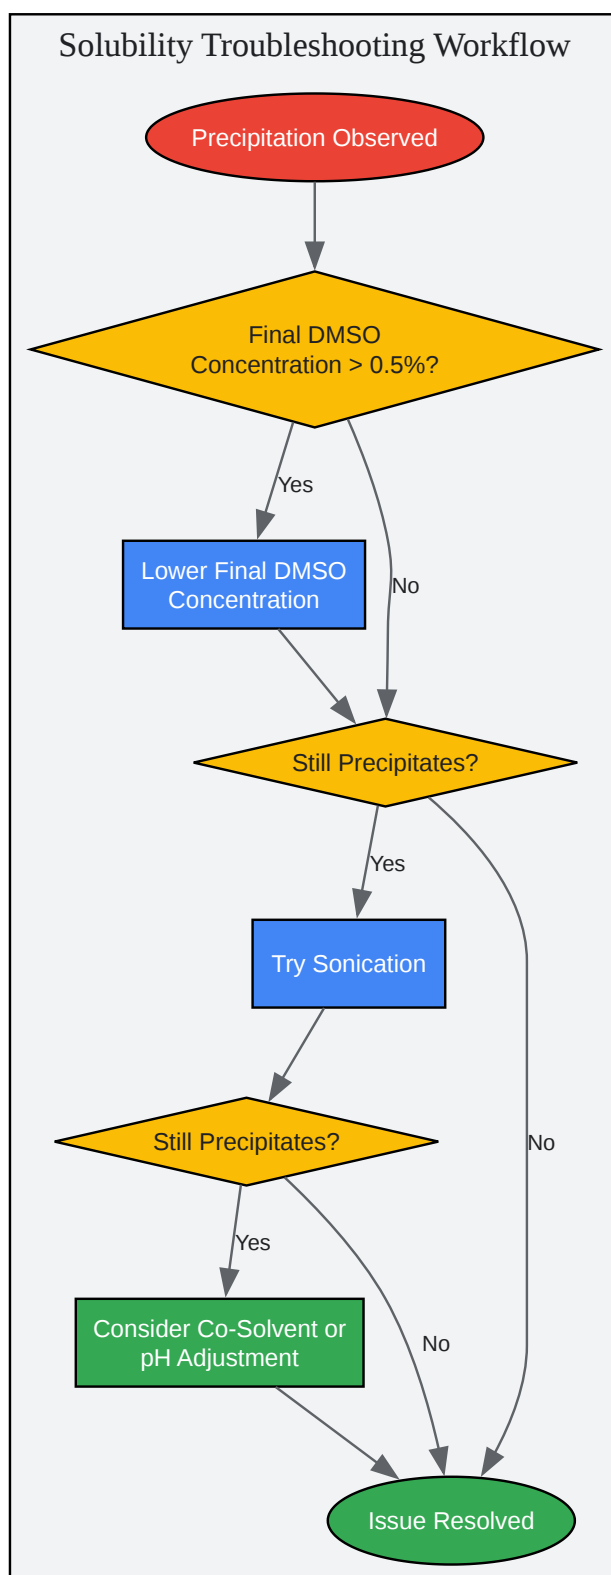 Solubility Troubleshooting Workflow
Precipitation Observed
Final DMSO
Concentration > 0.5%?
Yes
Lower Final DMSO
Concentration
No
Still Precipitates?
Yes
Try Sonication
Still Precipitates?
No
Yes
Consider Co-Solvent or
pH Adjustment
No
Issue Resolved